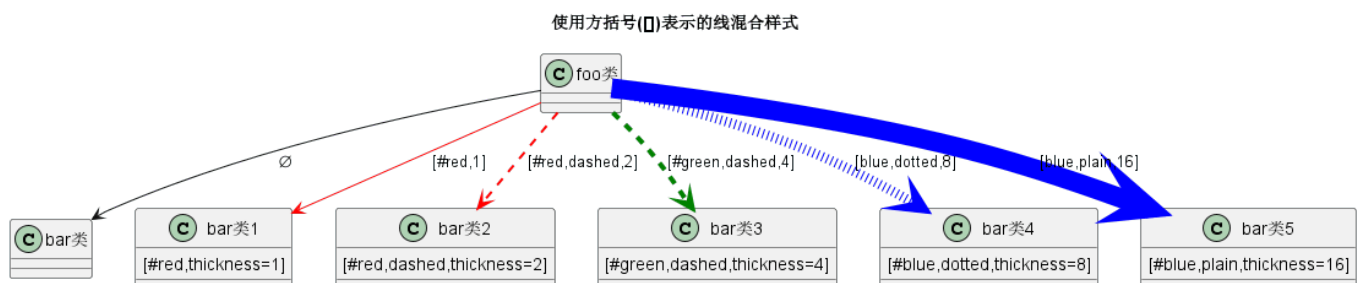 使用方括号([])表示的线混合样式
C foo类
∅
[#red,1]
[#red,dashed,2]
[#green,dashed,4]
[blue,dotted,8]
[blue,plain,16]
C bar类
C bar类1
[#red,thickness=1]
C bar类2
[#red,dashed,thickness=2]
C bar类3
[#green,dashed,thickness=4]
C bar类4
[#blue,dotted,thickness=8]
C bar类5
[#blue,plain,thickness=16]